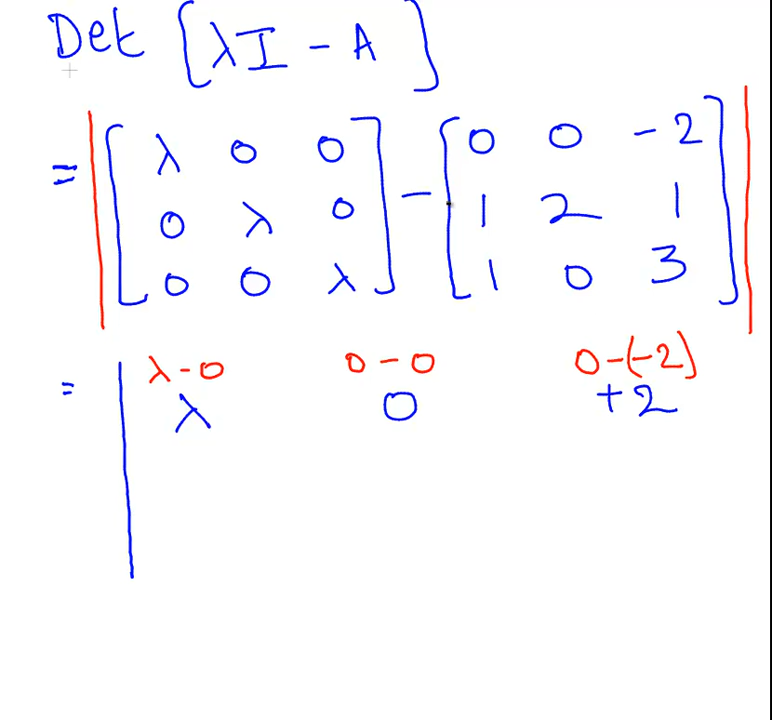 Det [λI - A]
= | [λ 0 0
0 λ 0
0 0 λ] - [0 0 -2
1 2 1
1 0 3] |
λ-0 0-0 0-(-2)
= | λ 0 +2